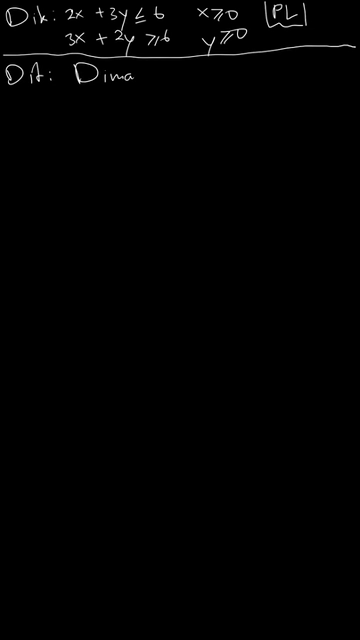 Dik: 2x + 3y ≤ 6 x ≥ 0 |PL|
3x + 2y ≥ 6 y ≥ 0
Dit: Dima